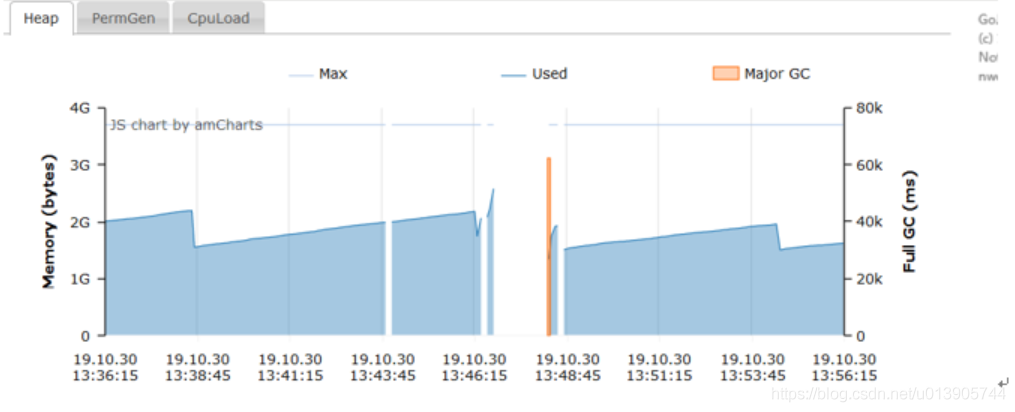 Heap PermGen CpuLoad
(c)
Max Used Major GC
4G 80k
JS chart by amCharts
3G 60k
2G 40k
1G 20k
0 0
Memory (bytes)
Full GC (ms)
19.10.30 19.10.30 19.10.30 19.10.30 19.10.30 19.10.30 19.10.30 19.10.30 19.10.30
13:36:15 13:38:45 13:41:15 13:43:45 13:46:15 13:48:45 13:51:15 13:53:45 13:56:15
https://blog.csdn.net/u013905744